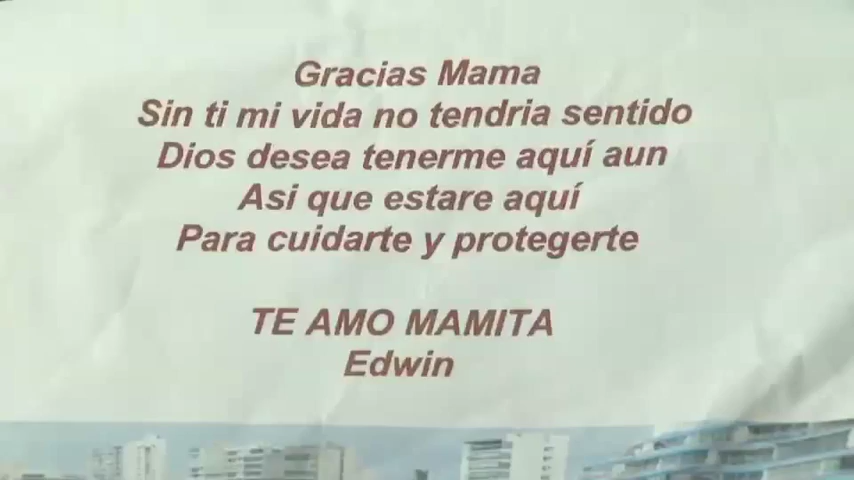 Gracias Mama
Sin ti mi vida no tendria sentido
Dios desea tenerme aquí aun
Asi que estare aquí
Para cuidarte y protegerte
TE AMO MAMITA
Edwin